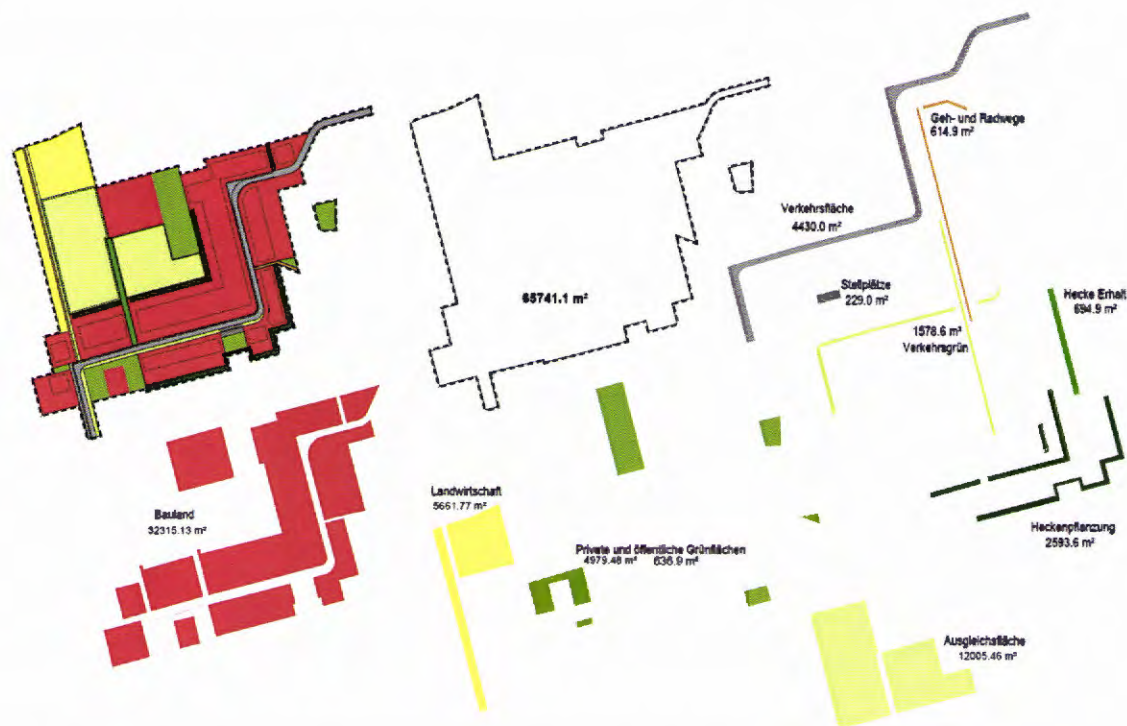 Geh- und Radwege
614.9 m²
Verkehrsfläche
4430.0 m²
65741.1 m²
Stellplätze
229.0 m²
Hecke Erhalt
694.9 m²
1578.6 m²
Verkehrsgrün
Bauland
32315.13 m²
Landwirtschaft
5661.77 m²
Private und öffentliche Grünflächen
4979.48 m² 636.9 m²
Heckenpflanzung
2593.6 m²
Ausgleichsfläche
12005.46 m²